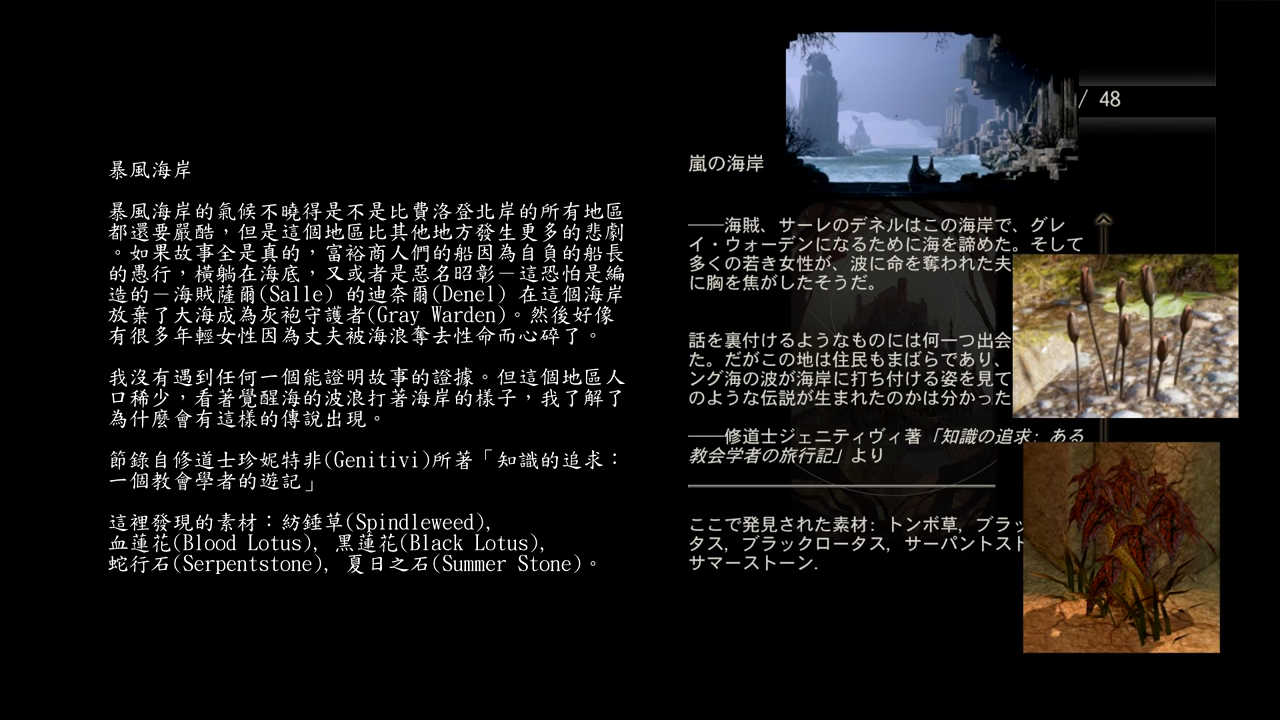 暴風海岸
暴風海岸的氣候不曉得是不是比費洛登北岸的所有地區
都還要嚴酷，但是這個地區比其他地方發生更多的悲劇
。如果故事全是真的，富裕商人們的船因為自負的船長
的愚行，橫躺在海底，又或者是惡名昭彰－這恐怕是編
造的－海賊薩爾(Salle) 的迪奈爾(Denel) 在這個海岸
放棄了大海成為灰袍守護者(Gray Warden)。然後好像
有很多年輕女性因為丈夫被海浪奪去性命而心碎了。
我沒有遇到任何一個能證明故事的證據。但這個地區人
口稀少，看著覺醒海的波浪打著海岸的樣子，我了解了
為什麼會有這樣的傳說出現。
節錄自修道士珍妮特非(Genitivi)所著「知識的追求：
一個教會學者的遊記」
這裡發現的素材：紡錘草(Spindleweed),
血蓮花(Blood Lotus), 黑蓮花(Black Lotus),
蛇行石(Serpentstone), 夏日之石(Summer Stone)。
/ 48
嵐の海岸
──海賊、サーレのデネルはこの海岸で、グレ
イ・ウォーデンになるために海を諦めた。そして
多くの若き女性が、波に命を奪われた夫
に胸を焦がしたそうだ。
話を裏付けるようなものには何一つ出会
た。だがこの地は住民もまばらであり、
ング海の波が海岸に打ち付ける姿を見て
のような伝説が生まれたのかは分かった
──修道士ジェニティヴィ著「知識の追求: ある
教会学者の旅行記」より
ここで発見された素材: トンボ草, ブラッ
タス, ブラックロータス, サーパントスト
サマーストーン.